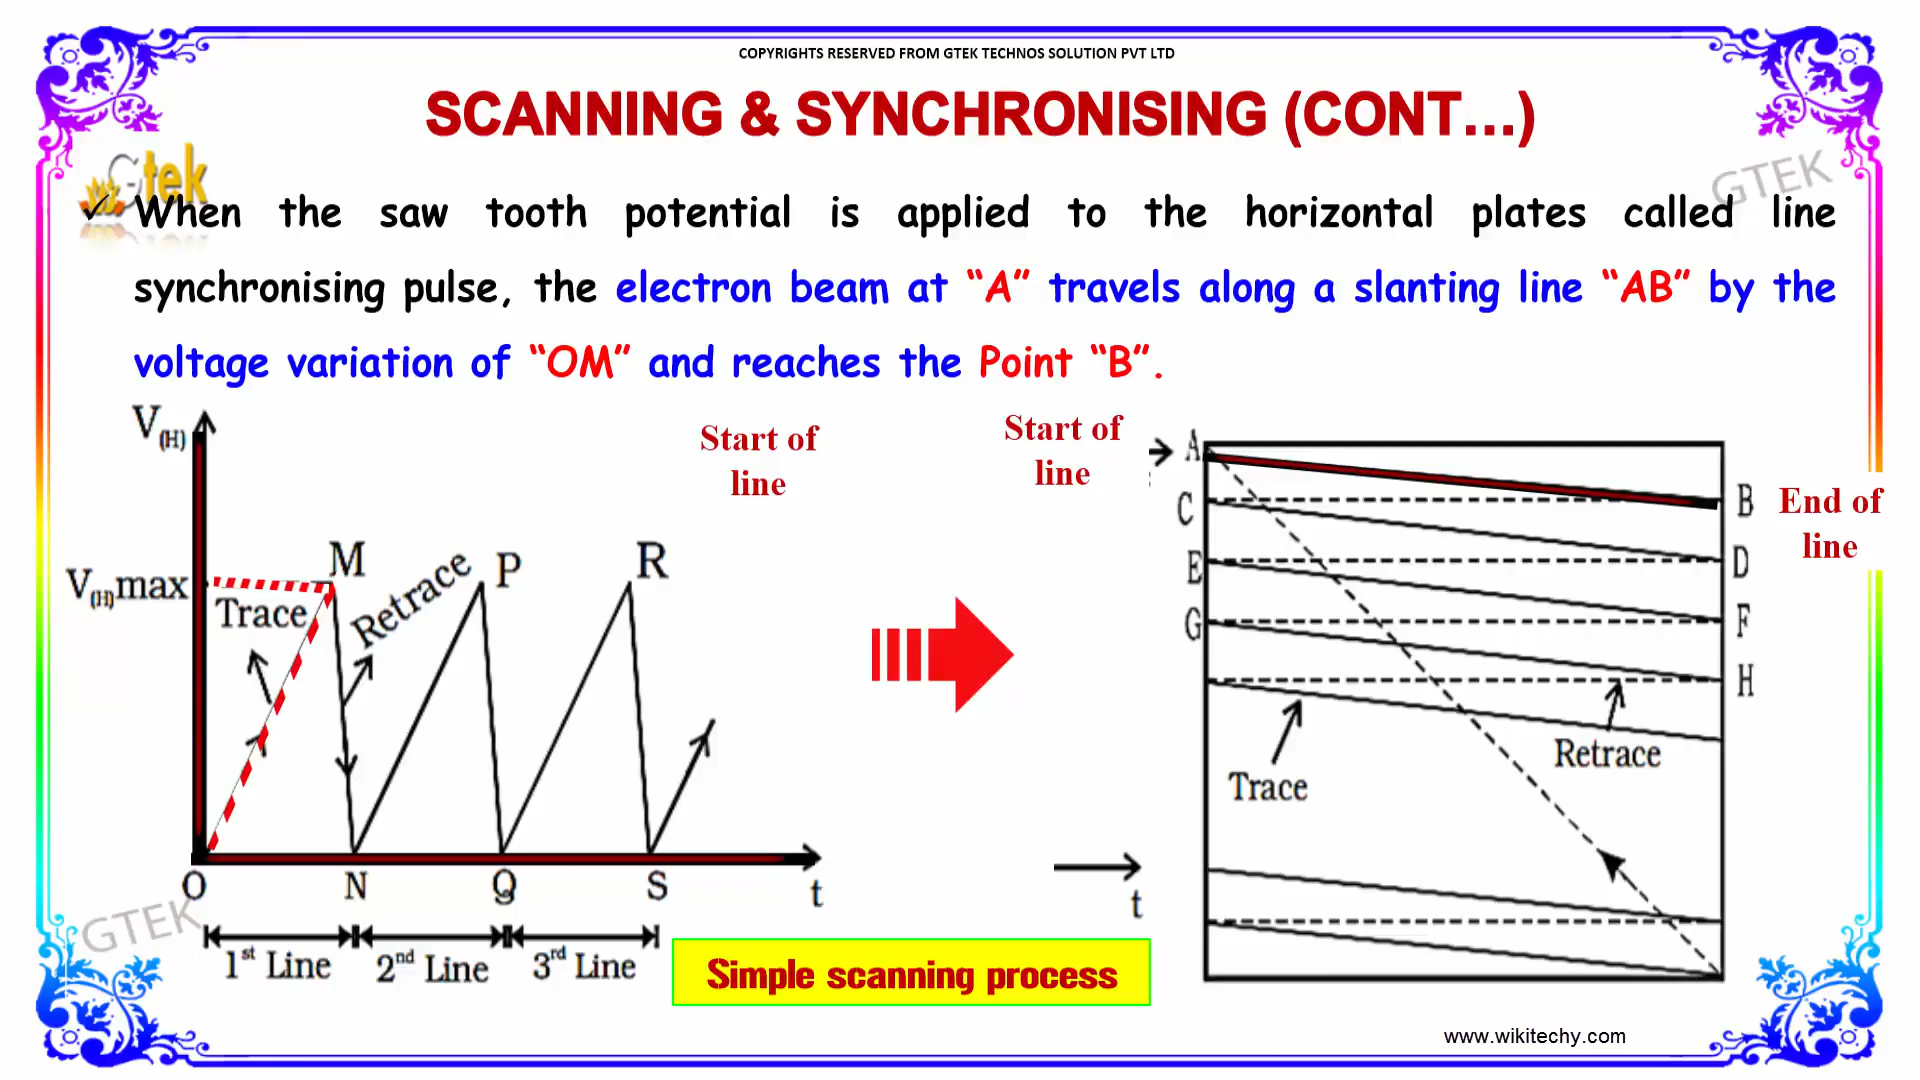 COPYRIGHTS RESERVED FROM GTEK TECHNOS SOLUTION PVT LTD
SCANNING & SYNCHRONISING (CONT...)
Gtek
GTEK
✓ When the saw tooth potential is applied to the horizontal plates called line
synchronising pulse, the electron beam at “A” travels along a slanting line “AB” by the
voltage variation of “OM” and reaches the Point “B”.
V(H)
Start of
line
Start of
line
A
B
End of
line
C
D
E
F
G
H
M
P
R
V(H)max
Trace
Retrace
Trace
Retrace
O
N
Q
S
t
t
GTEK
1st Line
2nd Line
3rd Line
Simple scanning process
www.wikitechy.com